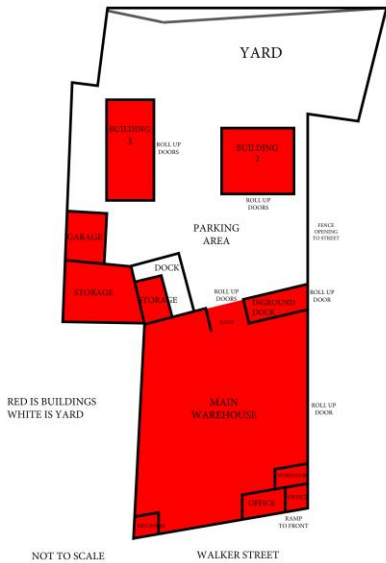 YARD
BUILDING
3
ROLL UP
DOORS
BUILDING
2
ROLL UP
DOORS
PARKING
AREA
FENCE
OPENING
TO STREET
GARAGE
DOCK
STORAGE
STORAGE
ROLL UP
DOORS
INGROUND
DOCK
ROLL UP
DOOR
RAMP
RED IS BUILDINGS
WHITE IS YARD
MAIN
WAREHOUSE
ROLL UP
DOOR
OFFICE
OFFICE
RAMP
TO FRONT
NOT TO SCALE
WALKER STREET